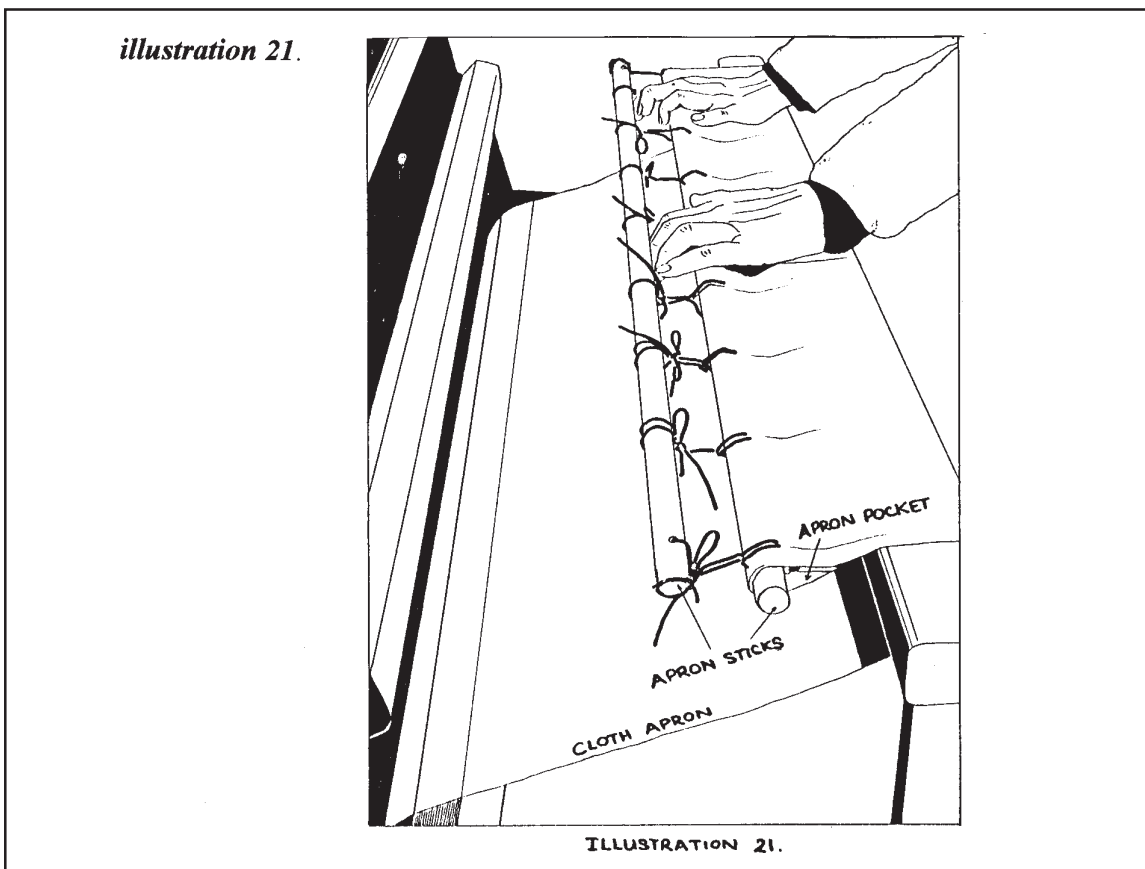 illustration 21.
APRON POCKET
APRON STICKS
CLOTH APRON
ILLUSTRATION 21.